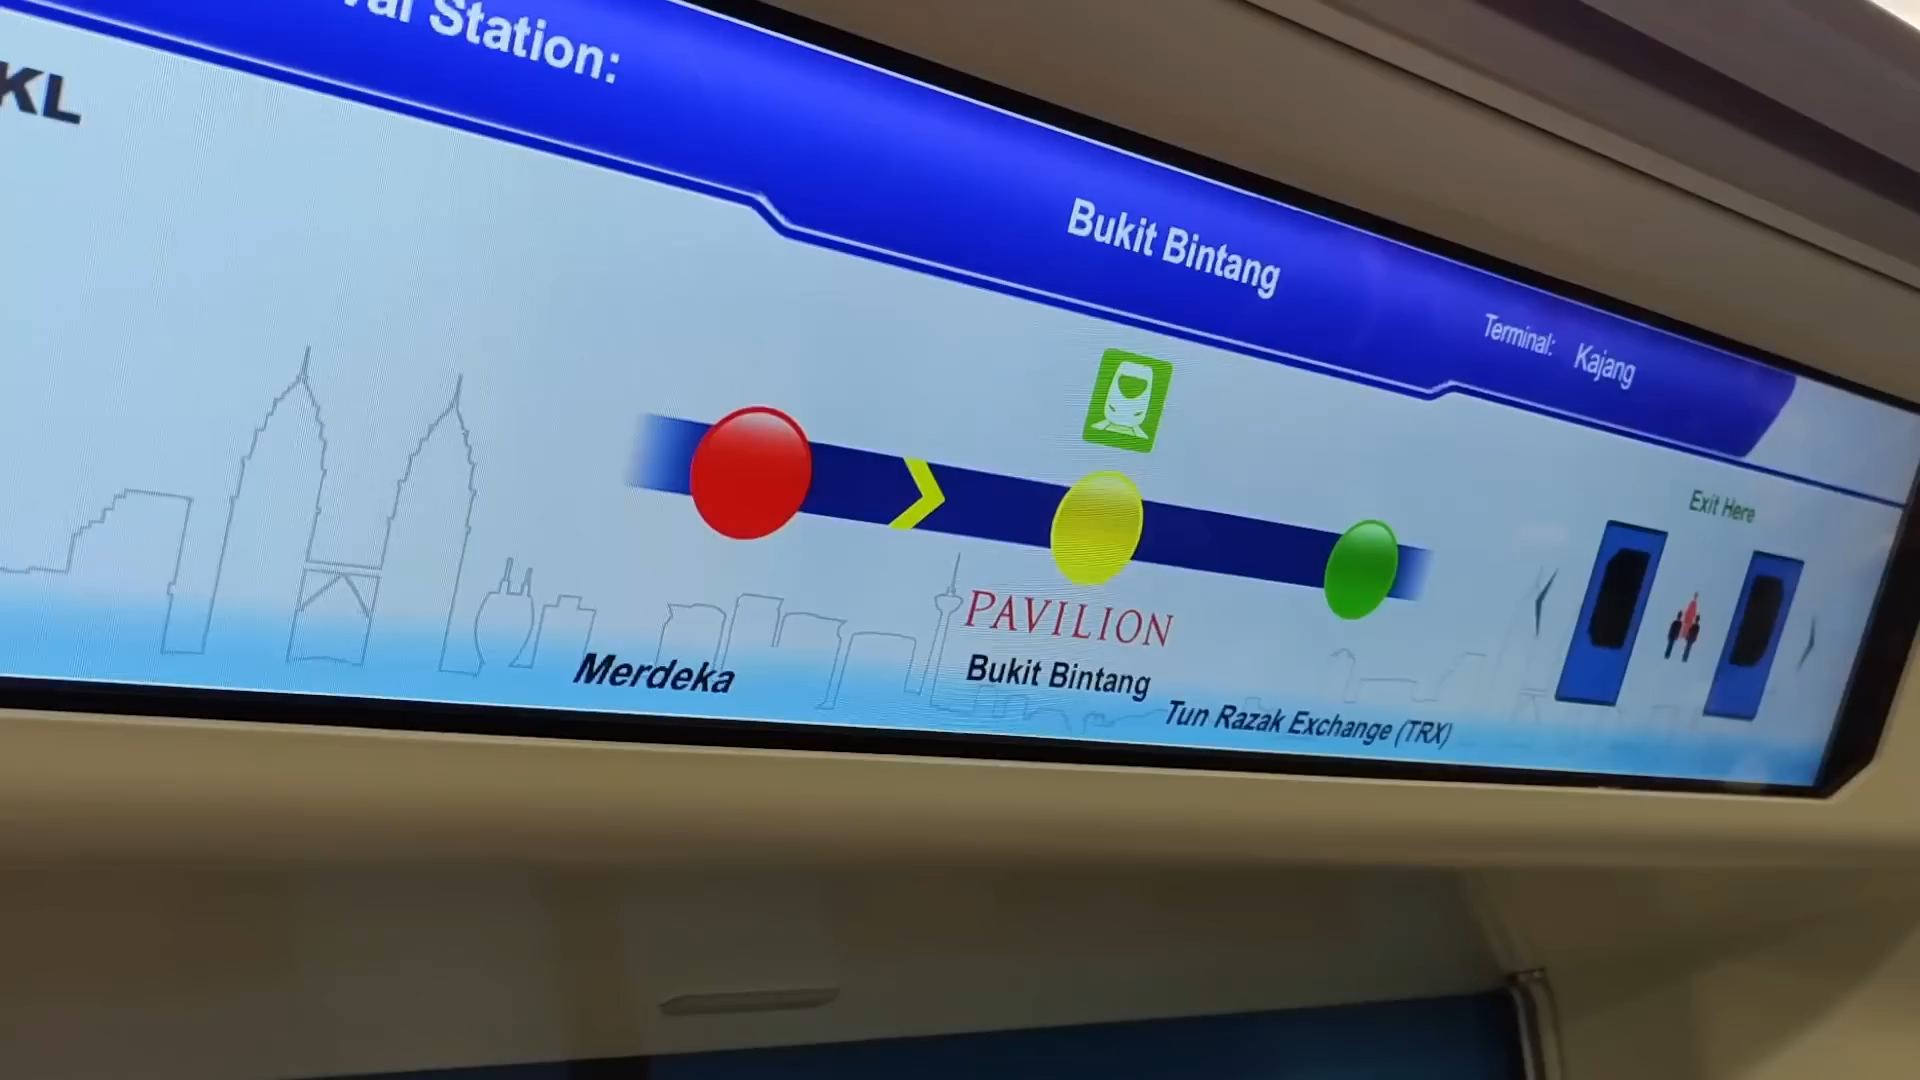 Station:
KL
Bukit Bintang
Terminal: Kajang
Exit Here
PAVILION
Merdeka
Bukit Bintang
Tun Razak Exchange (TRX)